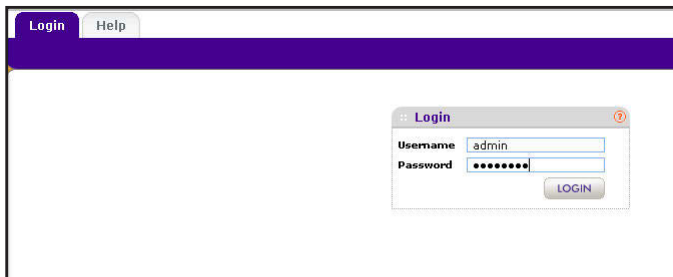 Login Help
Login ?
Username admin
Password ●●●●●●●●
LOGIN